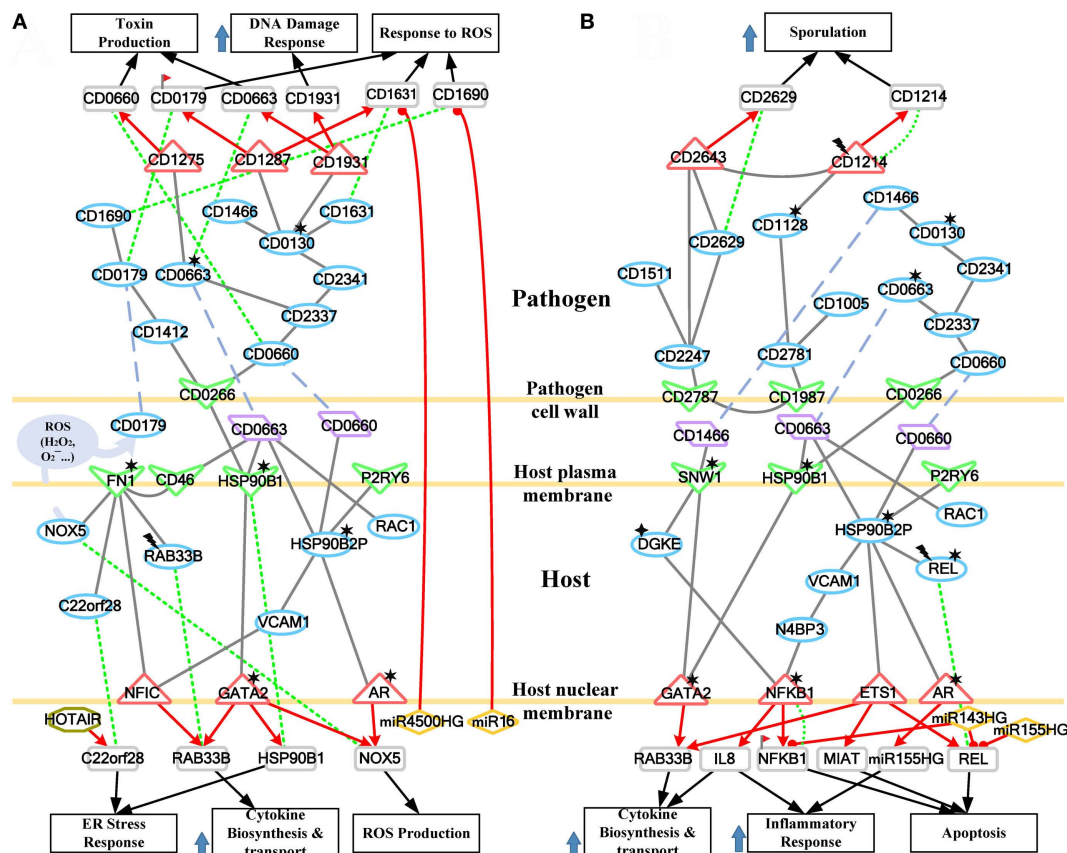 A
Toxin
Production
DNA Damage
Response
Response to ROS
CD0660
CD0179
CD0663
CD1931
CD1631
CD1690
CD1275
CD1287
CD1931
CD1690
CD1466
CD1631
CD0130
CD0179
CD0663
CD2341
CD1412
CD2337
CD0660
CD0266
CD0179
CD0663
CD0660
ROS
(H2O2,
O2⁻...)
FN1
CD46
HSP90B1
P2RY6
NOX5
RAB33B
HSP90B2P
RAC1
C22orf28
VCAM1
NFIC
GATA2
AR
HOTAIR
miR4500HG
miR16
C22orf28
RAB33B
HSP90B1
NOX5
ER Stress
Response
Cytokine
Biosynthesis &
transport
ROS Production
Pathogen
Pathogen
cell wall
Host plasma
membrane
Host
Host nuclear
membrane
B
Sporulation
CD2629
CD1214
CD2643
CD1214
CD1466
CD1128
CD0130
CD2629
CD1511
CD2341
CD0663
CD1005
CD2337
CD2247
CD2781
CD0660
CD2787
CD1987
CD0266
CD1466
CD0663
CD0660
SNW1
HSP90B1
P2RY6
RAC1
DGKE
HSP90B2P
REL
VCAM1
N4BP3
GATA2
NFKB1
ETS1
AR
miR143HG
miR155HG
RAB33B
IL8
NFKB1
MIAT
miR155HG
REL
Cytokine
Biosynthesis &
transport
Inflammatory
Response
Apoptosis